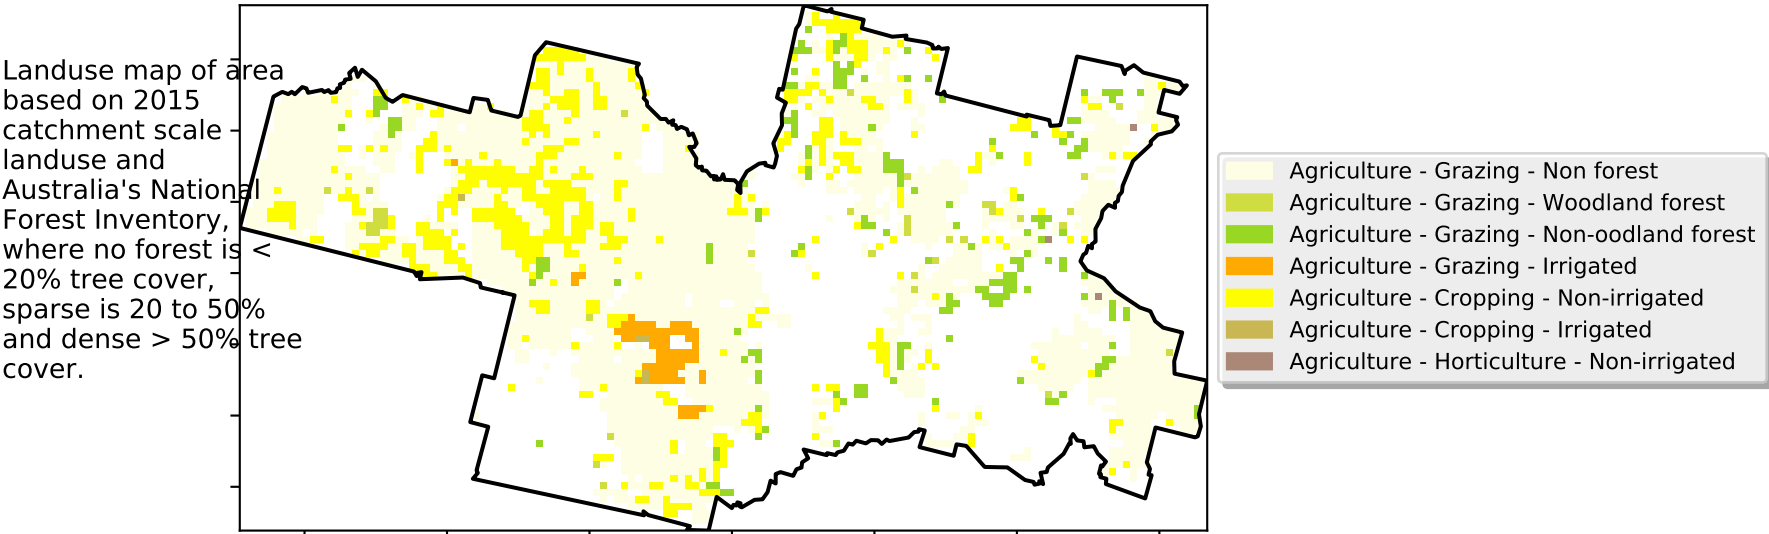 Landuse map of area
based on 2015
catchment scale
landuse and
Australia's National
Forest Inventory,
where no forest is <
20% tree cover,
sparse is 20 to 50%
and dense > 50% tree
cover.
Agriculture - Grazing - Non forest
Agriculture - Grazing - Woodland forest
Agriculture - Grazing - Non-oodland forest
Agriculture - Grazing - Irrigated
Agriculture - Cropping - Non-irrigated
Agriculture - Cropping - Irrigated
Agriculture - Horticulture - Non-irrigated